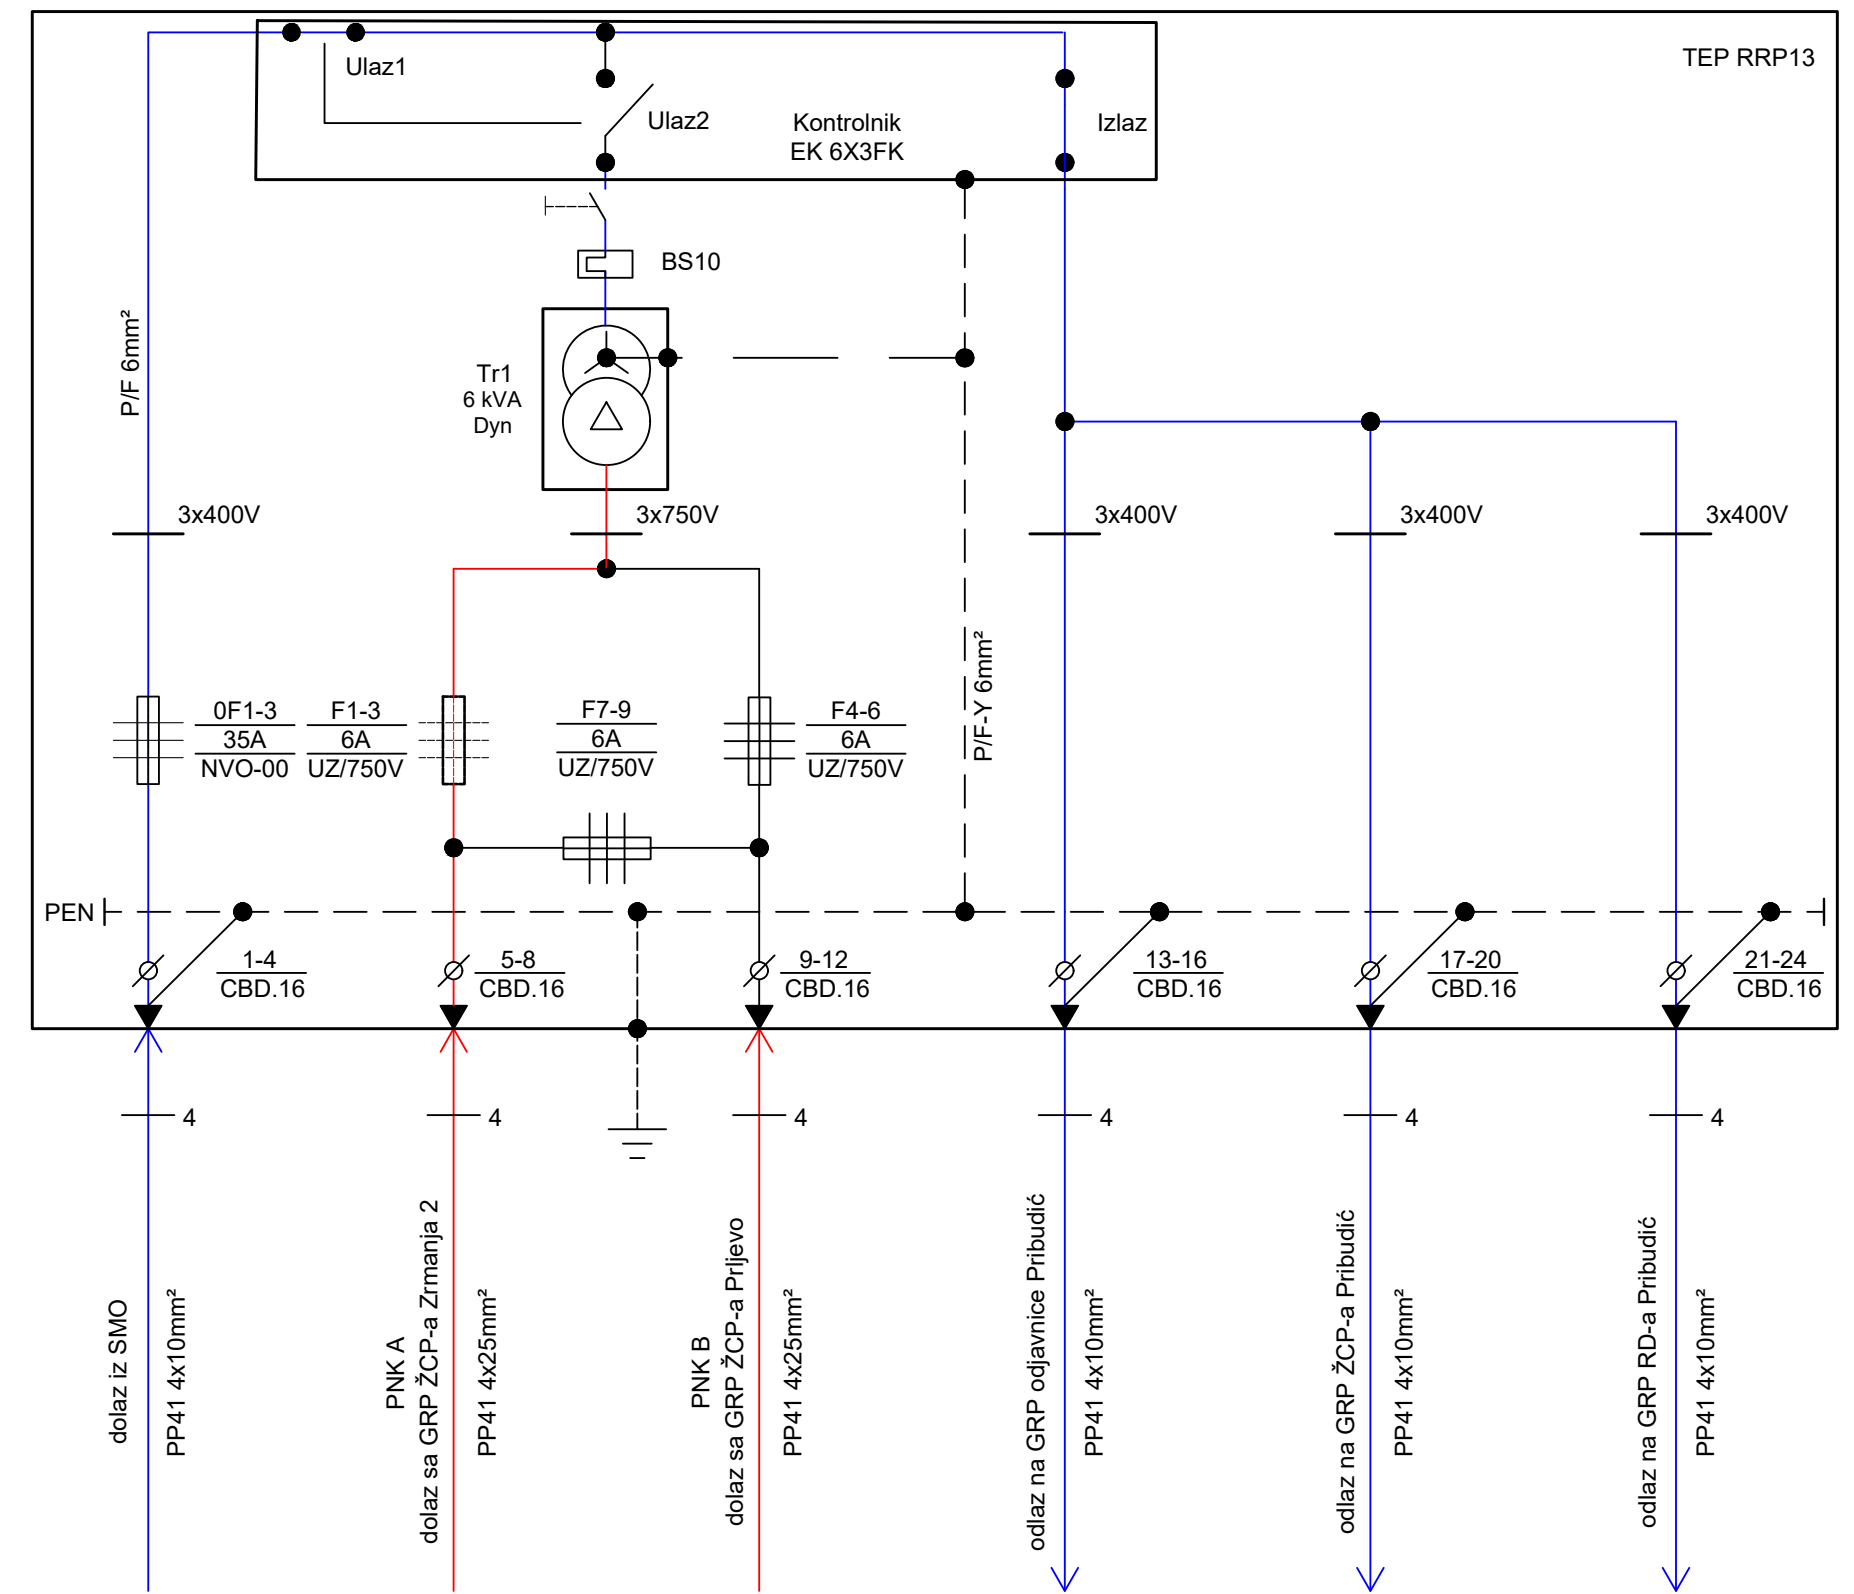 TEP RRP13
Ulaz1
Ulaz2
Kontrolnik
EK 6X3FK
Izlaz
BS10
P/F 6mm²
Tr1
6 kVA
Dyn
3x400V
3x750V
3x400V
3x400V
3x400V
P/F-Y 6mm²
0F1-3
35A
NVO-00
F1-3
6A
UZ/750V
F7-9
6A
UZ/750V
F4-6
6A
UZ/750V
PEN
1-4
CBD.16
5-8
CBD.16
9-12
CBD.16
13-16
CBD.16
17-20
CBD.16
21-24
CBD.16
4
4
4
4
4
4
dolaz iz SMO
PP41 4x10mm²
PNK A
dolaz sa GRP ŽCP-a Zrmanja 2
PP41 4x25mm²
PNK B
dolaz sa GRP ŽCP-a Prljevo
PP41 4x25mm²
odlaz na GRP odjavnice Pribudić
PP41 4x10mm²
odlaz na GRP ŽCP-a Pribudić
PP41 4x10mm²
odlaz na GRP RD-a Pribudić
PP41 4x10mm²